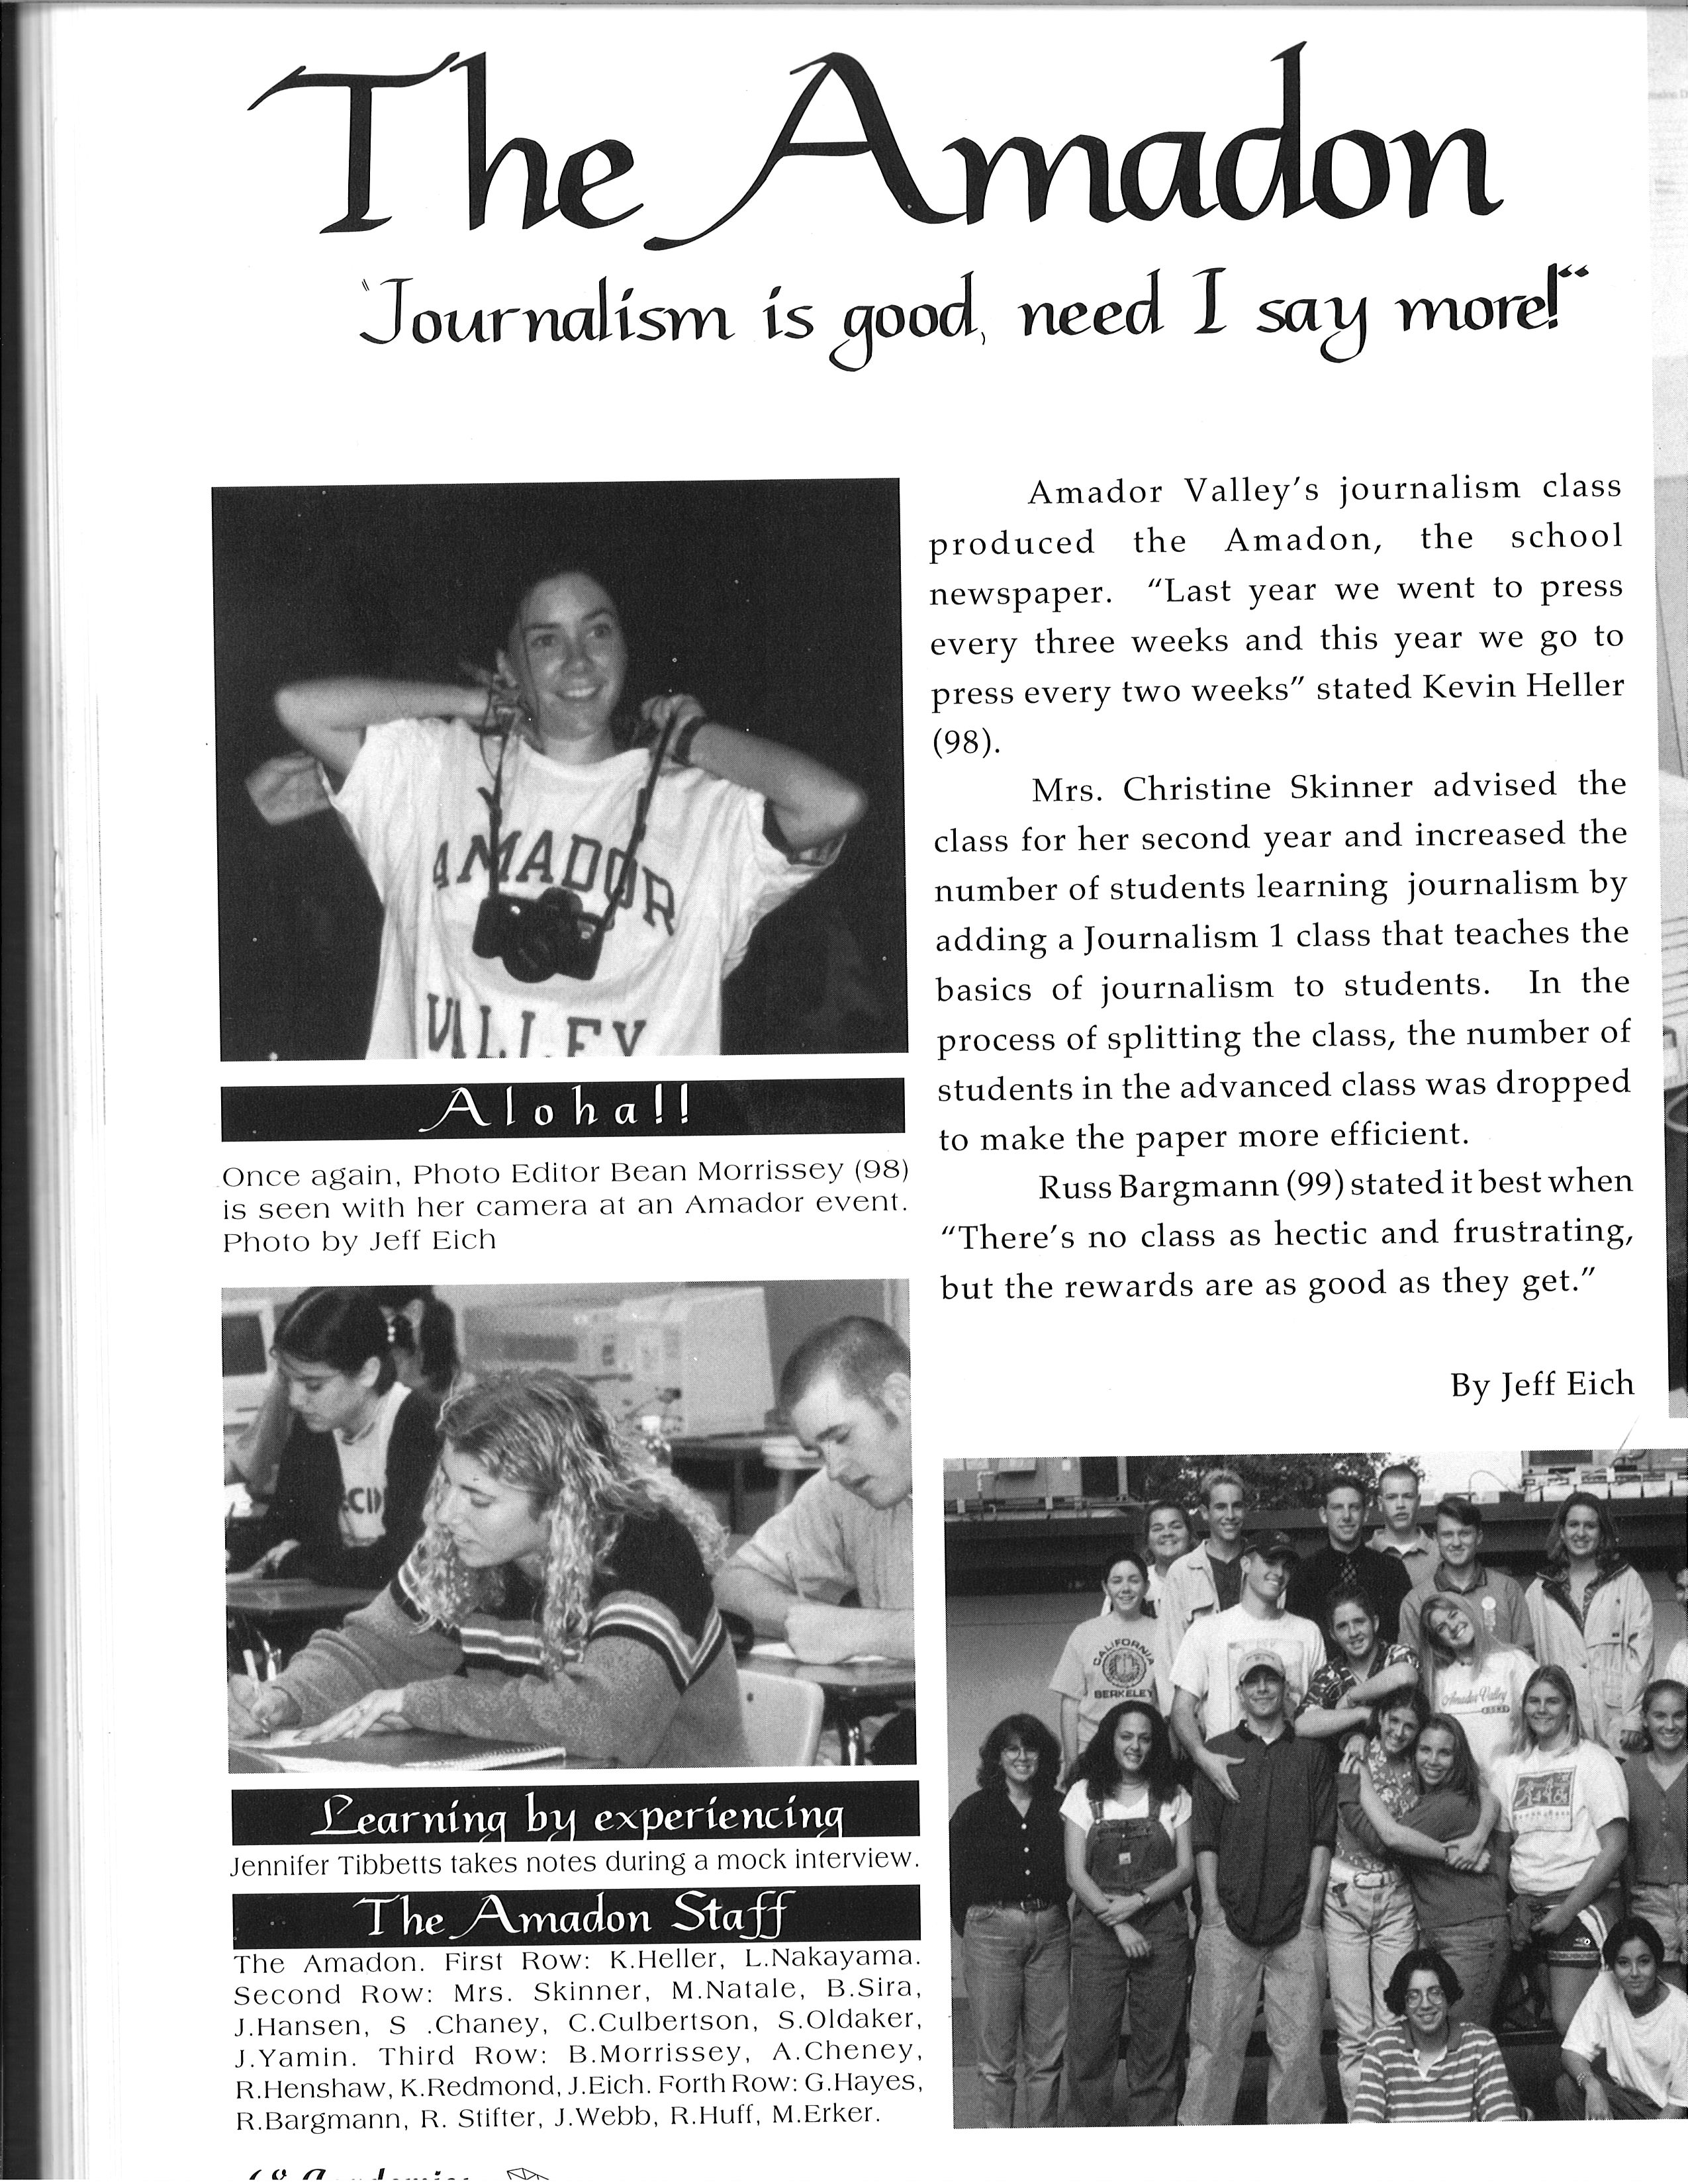 The Amadon
"Journalism is good, need I say more!"
AMADOR
VALLEY
Aloha!!
Once again, Photo Editor Bean Morrissey (98)
is seen with her camera at an Amador event.
Photo by Jeff Eich
Learning by experiencing
Jennifer Tibbetts takes notes during a mock interview.
The Amadon Staff
The Amadon. First Row: K.Heller, L.Nakayama.
Second Row: Mrs. Skinner, M.Natale, B.Sira,
J.Hansen, S .Chaney, C.Culbertson, S.Oldaker,
J.Yamin. Third Row: B.Morrissey, A.Cheney,
R.Henshaw, K.Redmond, J.Eich. Forth Row: G.Hayes,
R.Bargmann, R. Stifter, J.Webb, R.Huff, M.Erker.
Amador Valley's journalism class
produced the Amadon, the school
newspaper. "Last year we went to press
every three weeks and this year we go to
press every two weeks" stated Kevin Heller
(98).
Mrs. Christine Skinner advised the
class for her second year and increased the
number of students learning journalism by
adding a Journalism 1 class that teaches the
basics of journalism to students. In the
process of splitting the class, the number of
students in the advanced class was dropped
to make the paper more efficient.
Russ Bargmann (99) stated it best when
"There's no class as hectic and frustrating,
but the rewards are as good as they get."
By Jeff Eich
CALIFORNIA
BERKELEY
Amador Valley